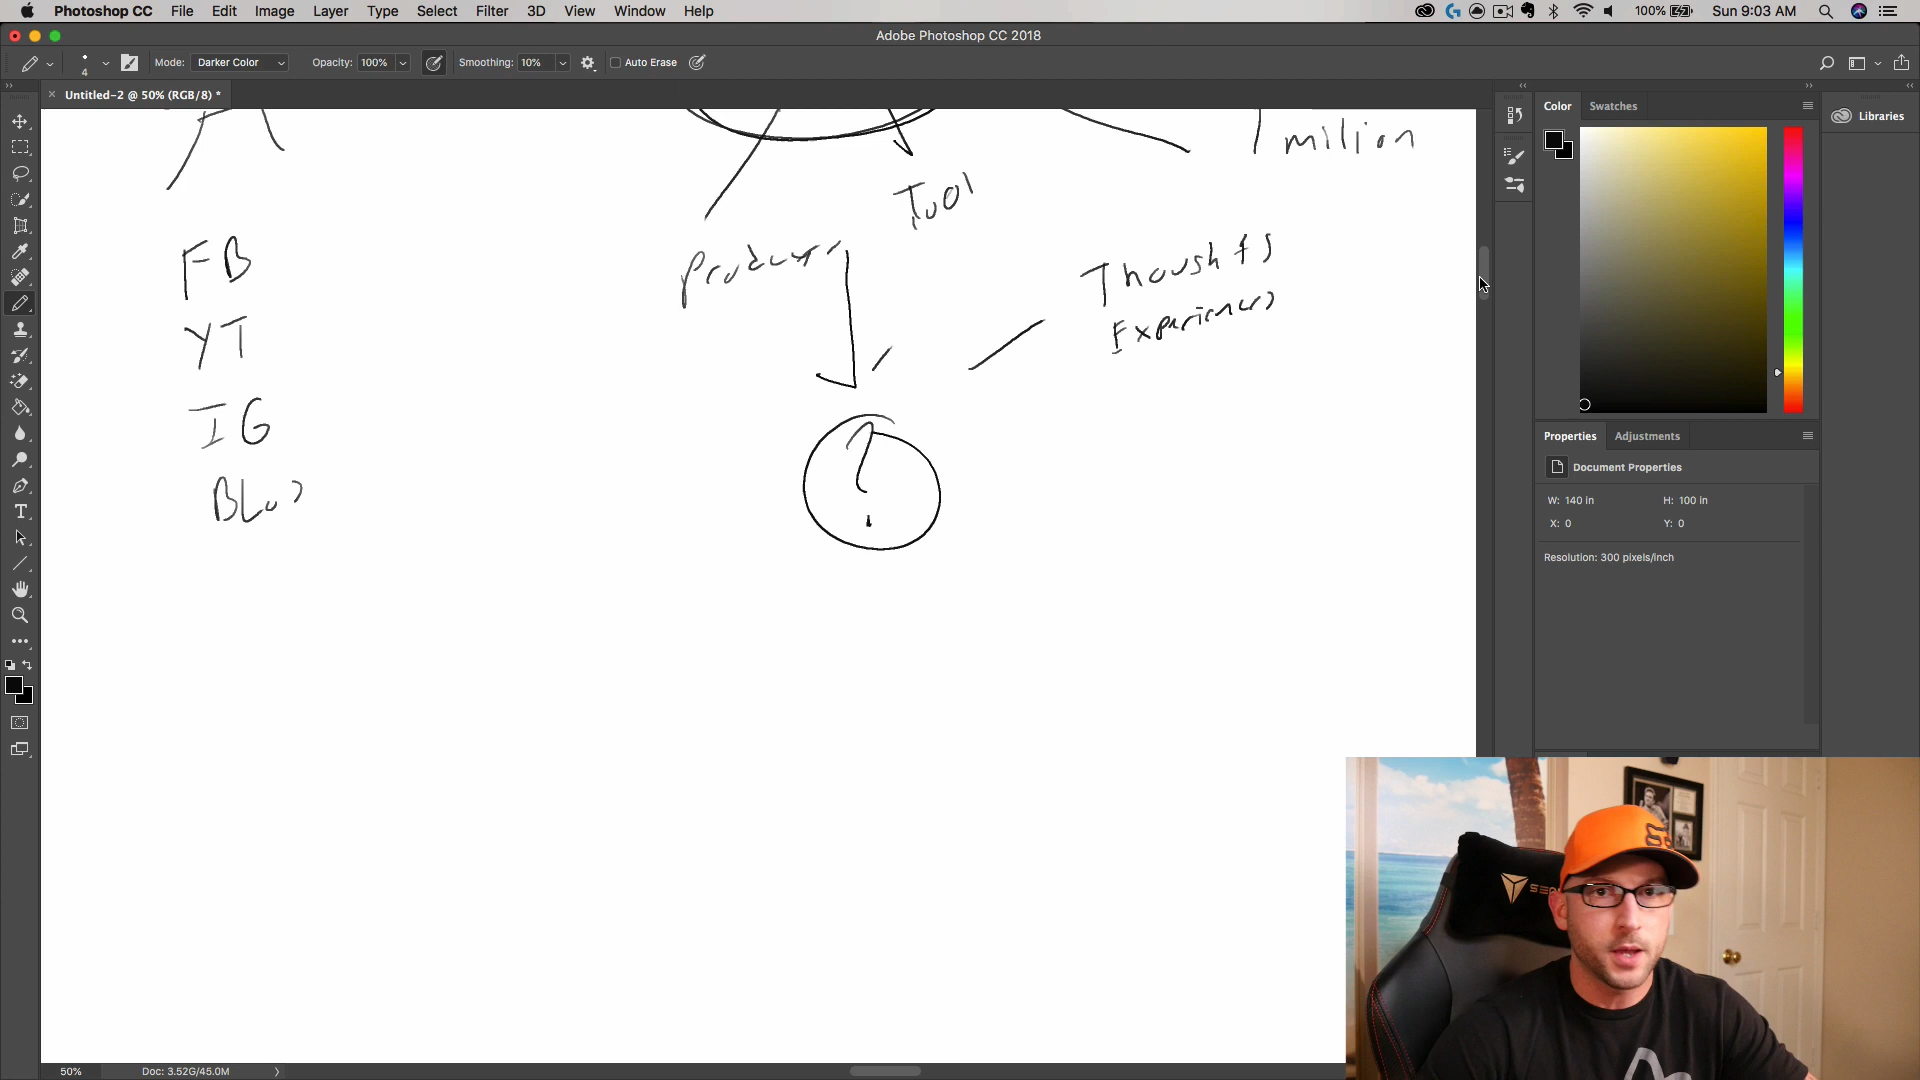 Photoshop CC File Edit Image Layer Type Select Filter 3D View Window Help 100% Sun 9:03 AM
Adobe Photoshop CC 2018
4 Mode: Darker Color Opacity: 100% Smoothing: 10% Auto Erase
× Untitled-2 @ 50% (RGB/8) *
Color Swatches
Libraries
1 million
Tool
Thoughts
Experiences
FB
YT
IG
?
Properties Adjustments
Document Properties
W: 140 in H: 100 in
X: 0 Y: 0
Resolution: 300 pixels/inch
50% Doc: 3.52G/45.0M